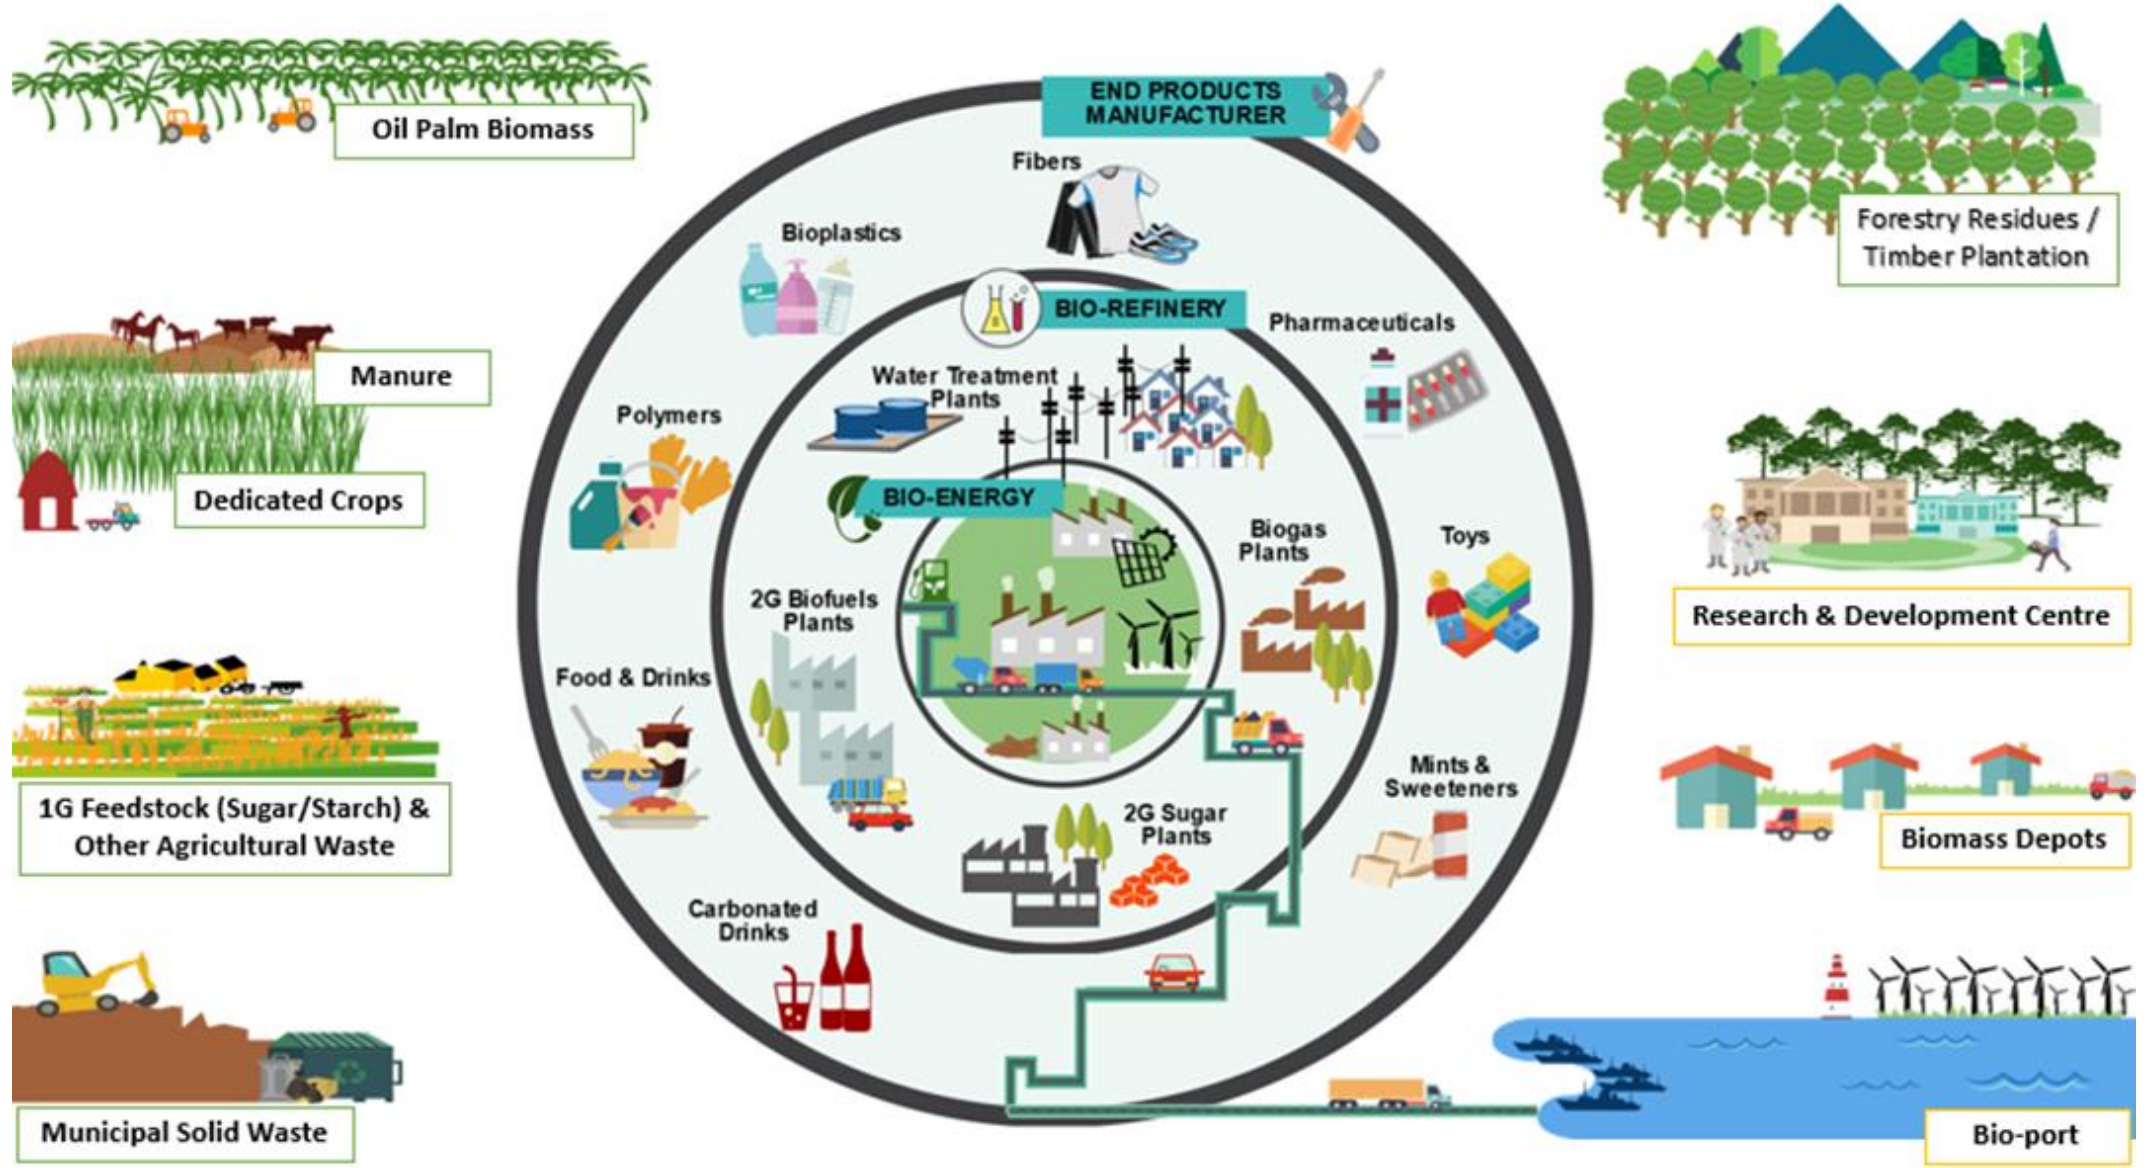 Oil Palm Biomass
Manure
Dedicated Crops
1G Feedstock (Sugar/Starch) &
Other Agricultural Waste
Municipal Solid Waste
END PRODUCTS
MANUFACTURER
Fibers
Bioplastics
BIO-REFINERY
Pharmaceuticals
Water Treatment
Plants
Polymers
BIO-ENERGY
Biogas
Plants
Toys
2G Biofuels
Plants
Food & Drinks
Mints &
Sweeteners
2G Sugar
Plants
Carbonated
Drinks
Forestry Residues /
Timber Plantation
Research & Development Centre
Biomass Depots
Bio-port